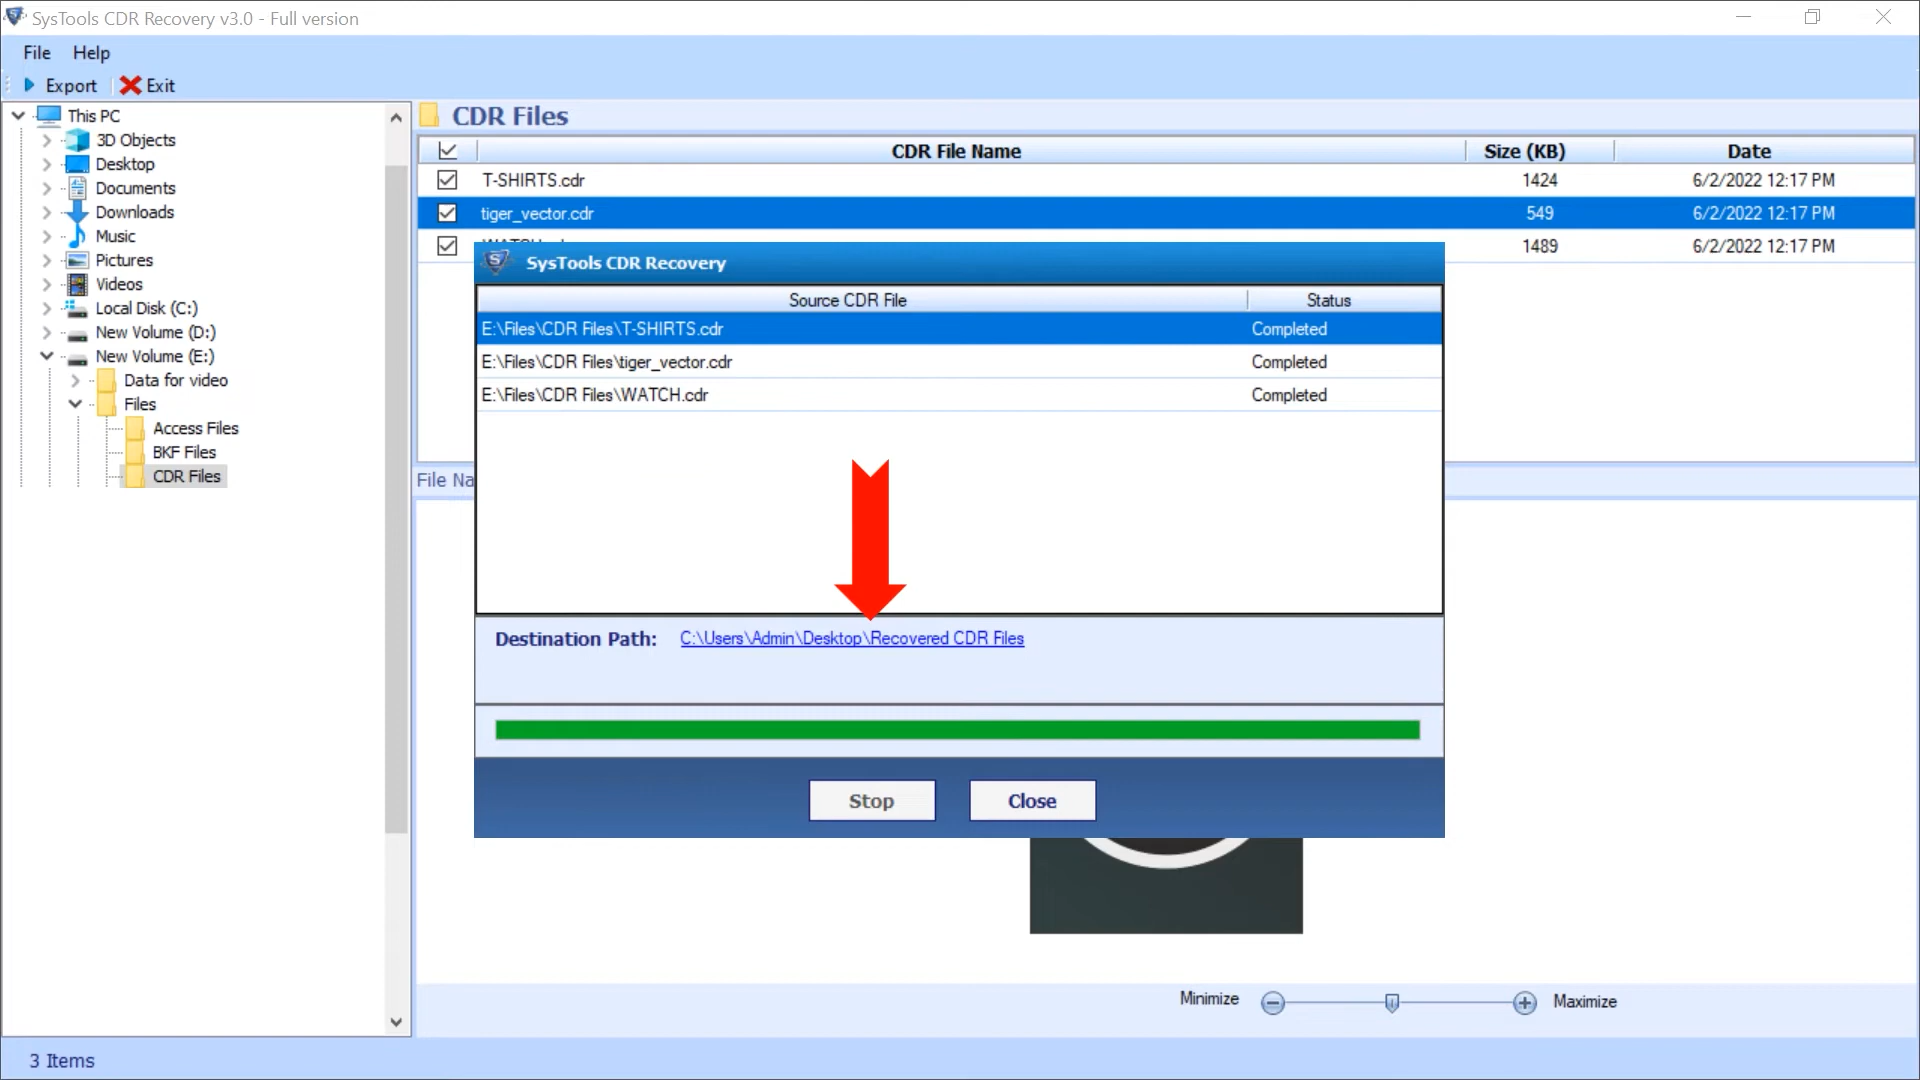 SysTools CDR Recovery v3.0 - Full version
File Help
Export Exit
This PC
3D Objects
Desktop
Documents
Downloads
Music
Pictures
Videos
Local Disk (C:)
New Volume (D:)
New Volume (E:)
Data for video
Files
Access Files
BKF Files
CDR Files
CDR Files
CDR File Name Size (KB) Date
T-SHIRTS.cdr 1424 6/2/2022 12:17 PM
tiger_vector.cdr 549 6/2/2022 12:17 PM
1489 6/2/2022 12:17 PM
SysTools CDR Recovery
Source CDR File Status
E:\Files\CDR Files\T-SHIRTS.cdr Completed
E:\Files\CDR Files\tiger_vector.cdr Completed
E:\Files\CDR Files\WATCH.cdr Completed
File Na
Destination Path: C:\Users\Admin\Desktop\Recovered CDR Files
Stop Close
Minimize Maximize
3 Items